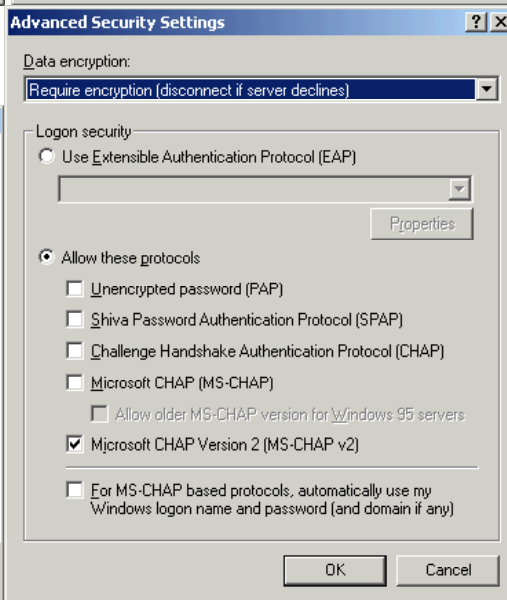 Advanced Security Settings
Data encryption:
Require encryption (disconnect if server declines)
Logon security
Use Extensible Authentication Protocol (EAP)
Properties
Allow these protocols
Unencrypted password (PAP)
Shiva Password Authentication Protocol (SPAP)
Challenge Handshake Authentication Protocol (CHAP)
Microsoft CHAP (MS-CHAP)
Allow older MS-CHAP version for Windows 95 servers
Microsoft CHAP Version 2 (MS-CHAP v2)
For MS-CHAP based protocols, automatically use my
Windows logon name and password (and domain if any)
OK Cancel